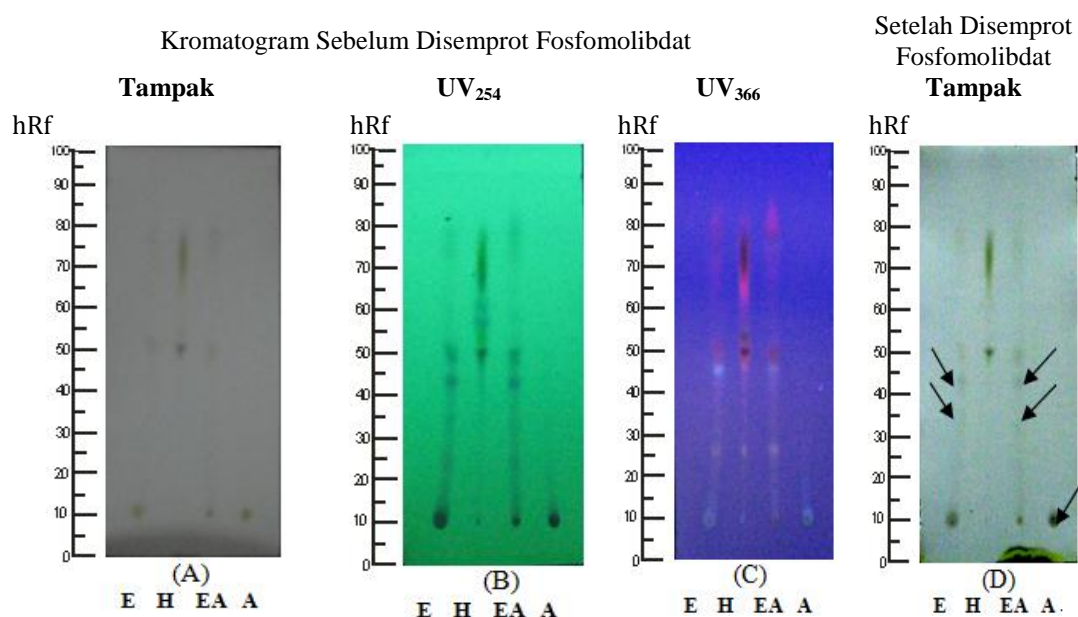 Kromatogram Sebelum Disemprot Fosfomolibdat
Setelah Disemprot
Fosfomolibdat
Tampak
UV254
UV366
Tampak
hRf
hRf
hRf
hRf
100
90
80
70
60
50
40
30
20
10
0
100
90
80
70
60
50
40
30
20
10
0
100
90
80
70
60
50
40
30
20
10
0
100
90
80
70
60
50
40
30
20
10
0
(A)
(B)
(C)
(D)
E H EA A
E H EA A
E H EA A
E H EA A .